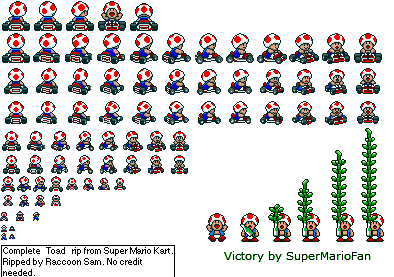 Complete Toad rip from Super Mario Kart.
Ripped by Raccoon Sam. No credit
needed.
Victory by SuperMarioFan